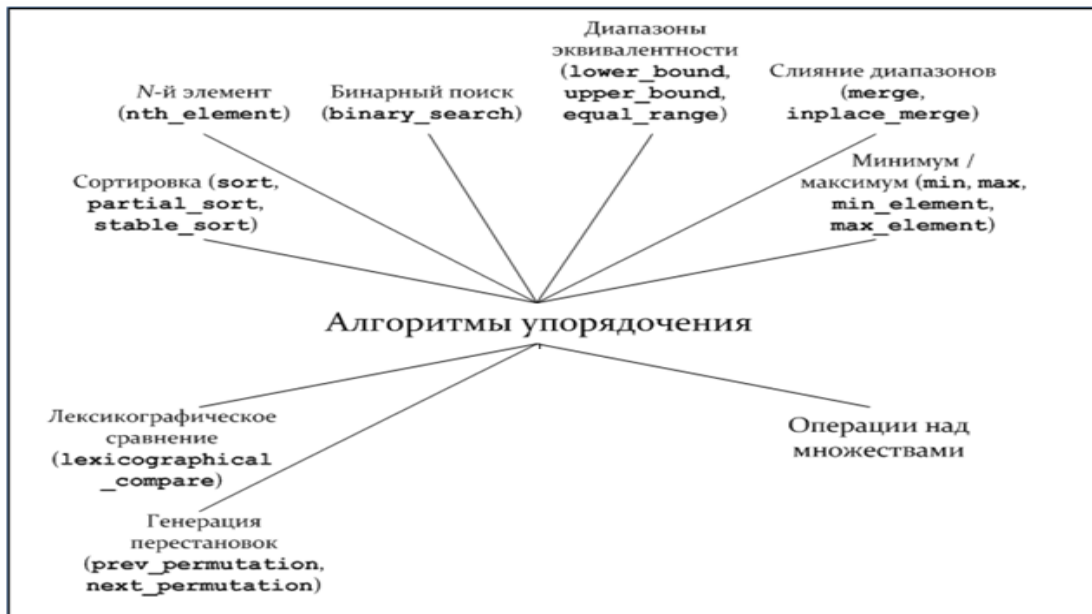 N-й элемент
(nth_element)
Бинарный поиск
(binary_search)
Диапазоны
эквивалентности
(lower_bound,
upper_bound,
equal_range)
Слияние диапазонов
(merge,
inplace_merge)
Сортировка (sort,
partial_sort,
stable_sort)
Минимум /
максимум (min, max,
min_element,
max_element)
Алгоритмы упорядочения
Лексикографическое
сравнение
(lexicographical
_compare)
Операции над
множествами
Генерация
перестановок
(prev_permutation,
next_permutation)